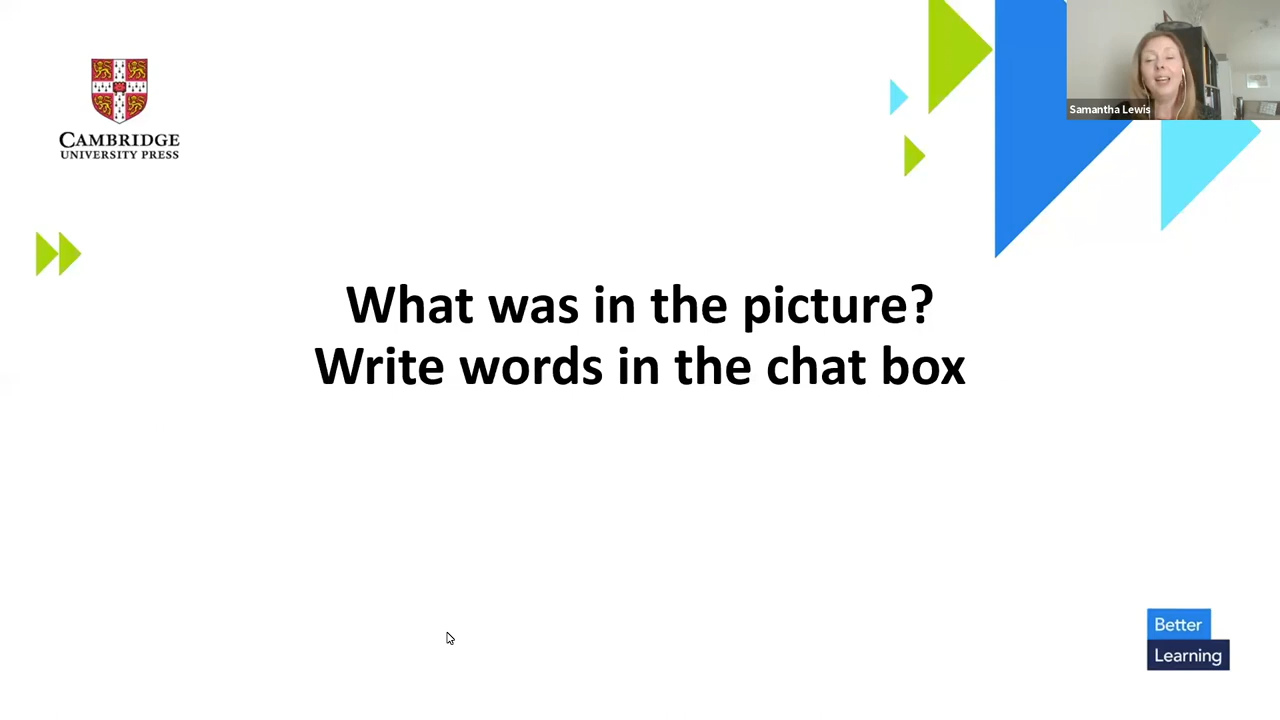 CAMBRIDGE
UNIVERSITY PRESS
Samantha Lewis
What was in the picture?
Write words in the chat box
Better
Learning